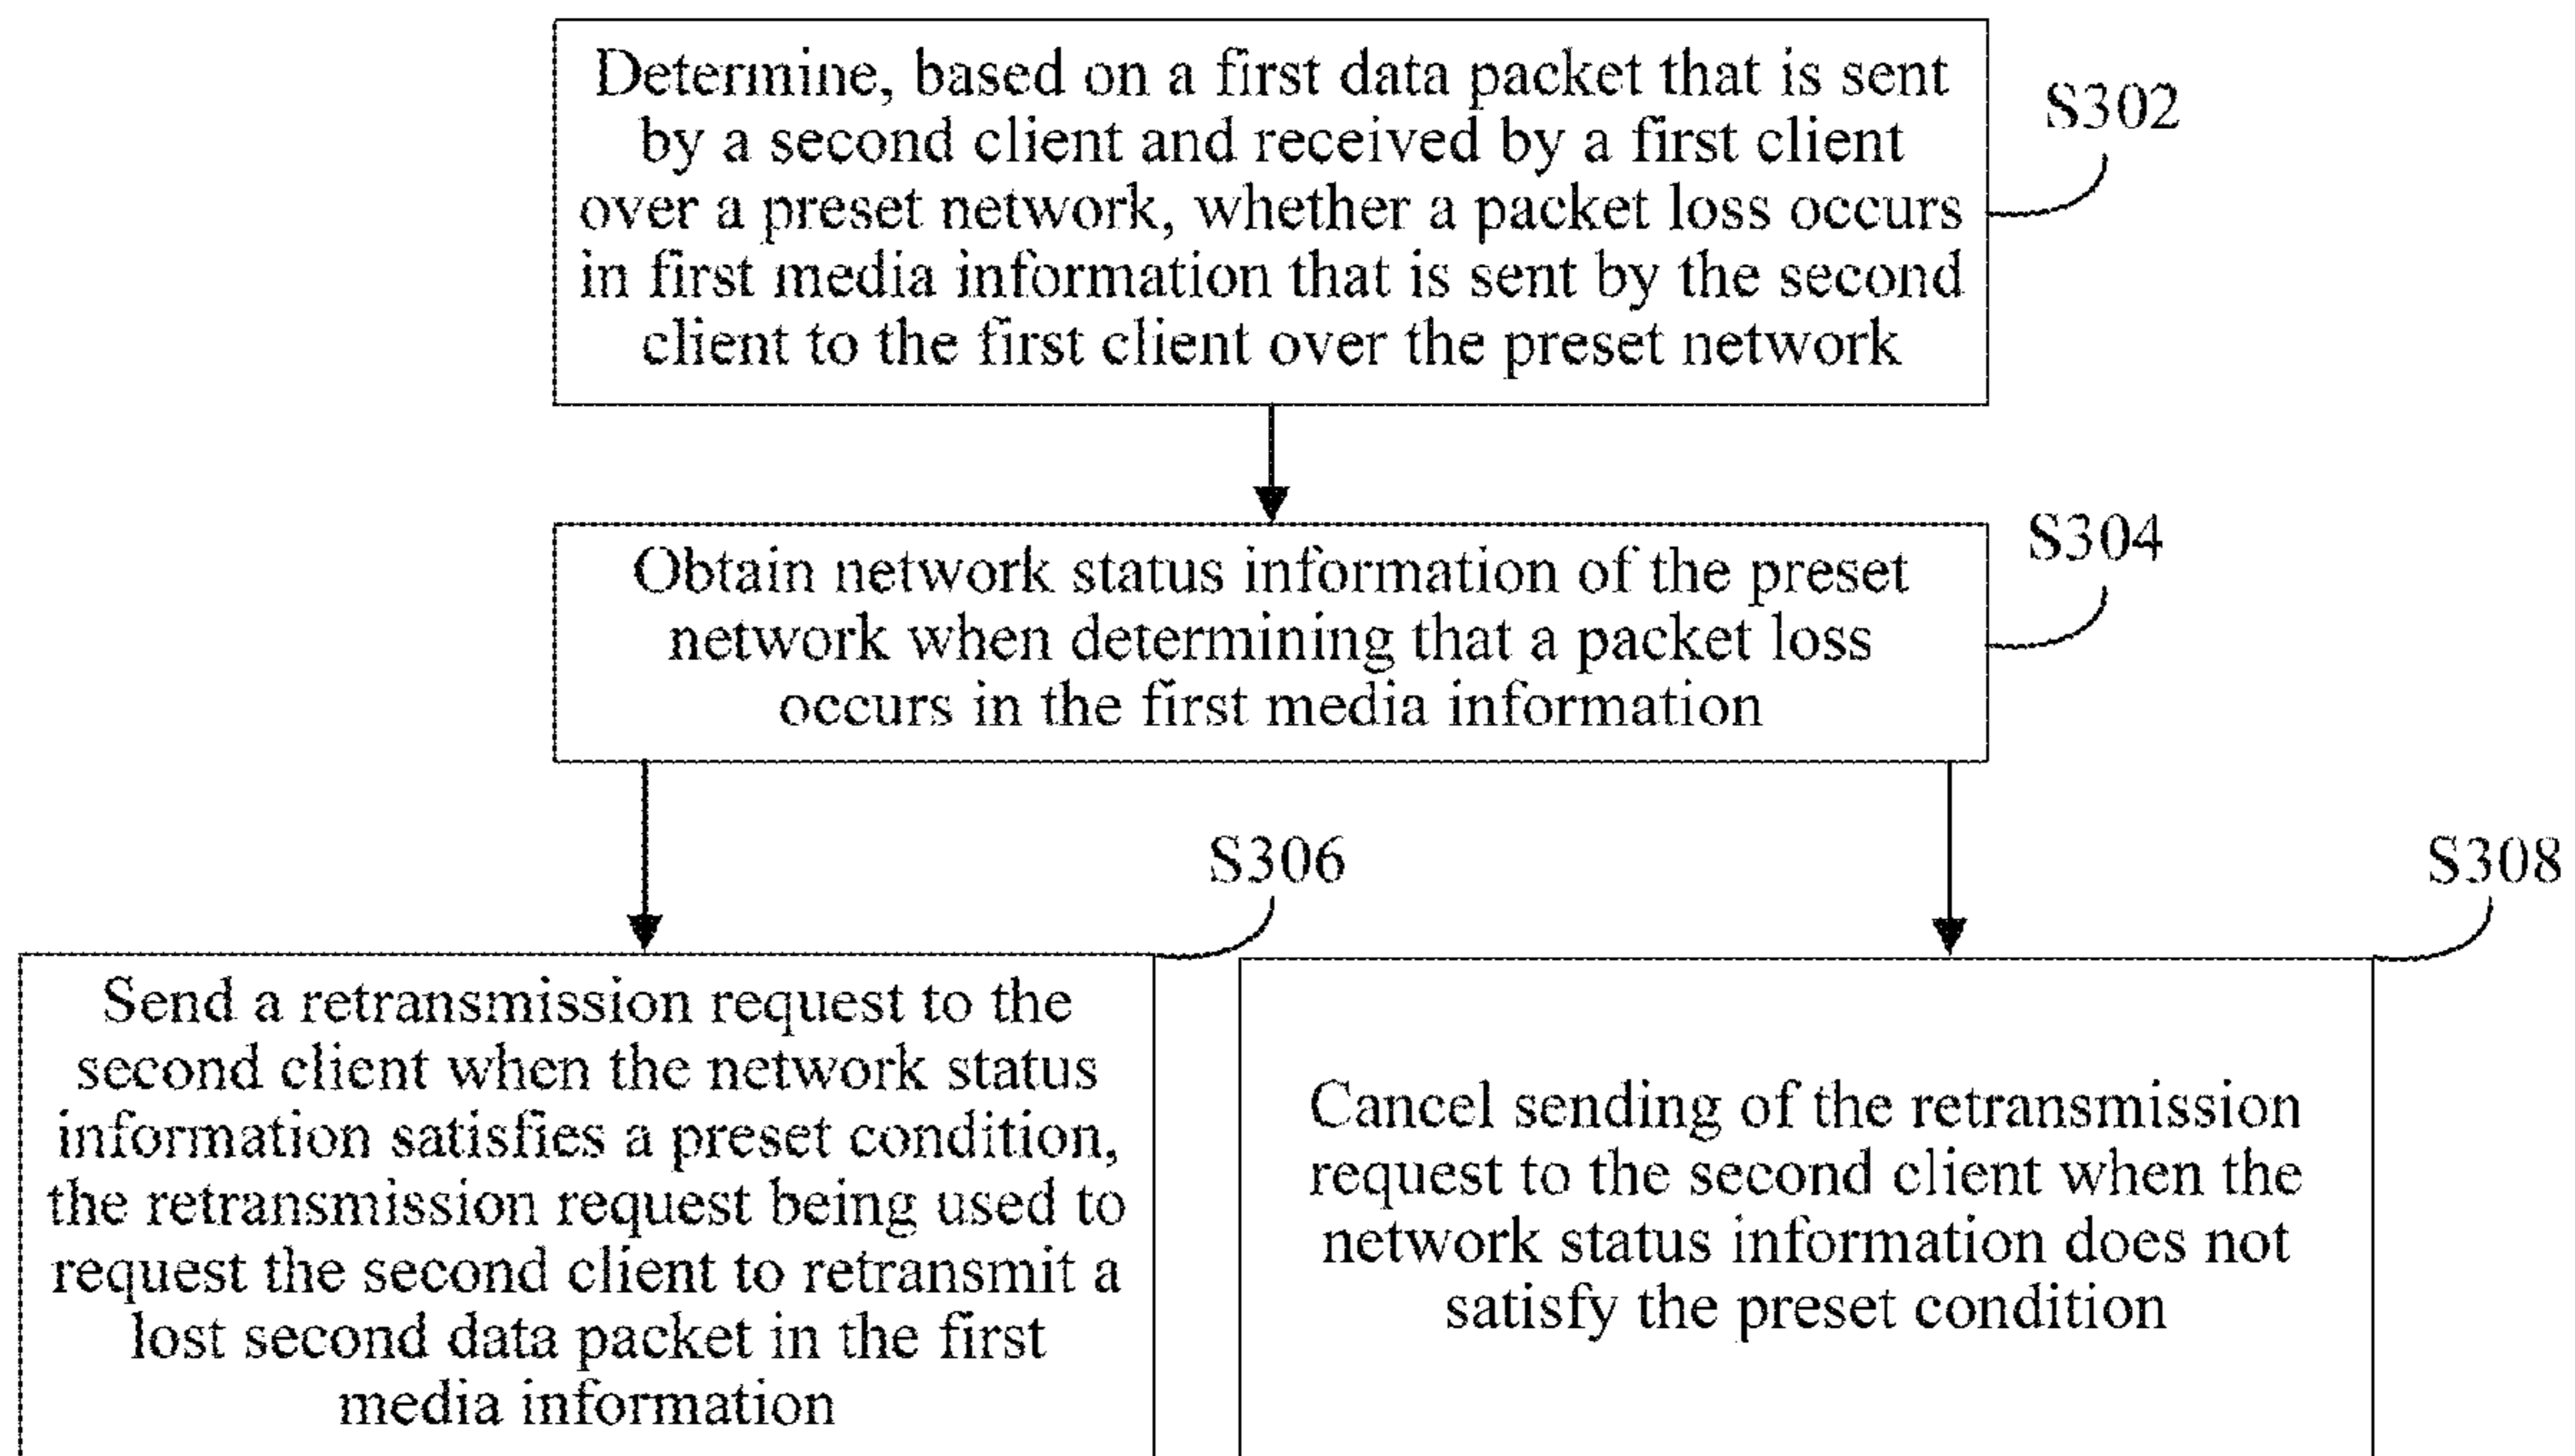 Determine, based on a first data packet that is sent
by a second client and received by a first client
over a preset network, whether a packet loss occurs
in first media information that is sent by the second
client to the first client over the preset network
S302
Obtain network status information of the preset
network when determining that a packet loss
occurs in the first media information
S304
S306
Send a retransmission request to the
second client when the network status
information satisfies a preset condition,
the retransmission request being used to
request the second client to retransmit a
lost second data packet in the first
media information
S308
Cancel sending of the retransmission
request to the second client when the
network status information does not
satisfy the preset condition